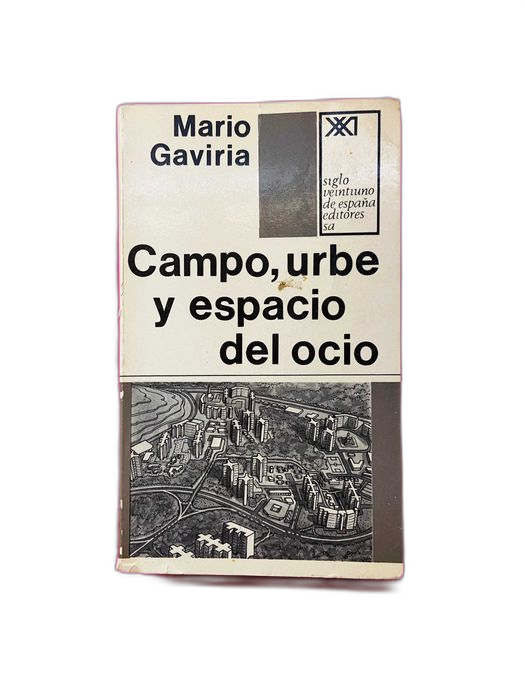 Mario
Gaviria
XXI
siglo
veintiuno
de españa
editores
sa
Campo, urbe
y espacio
del ocio